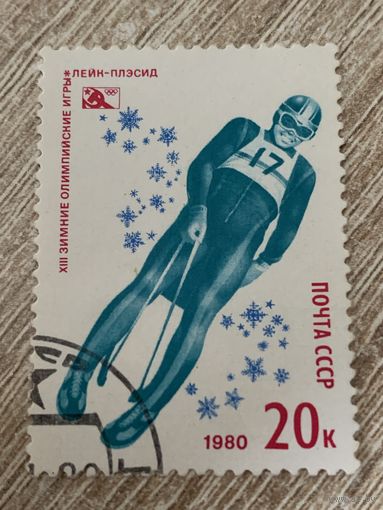 XIII ЗИМНИЕ ОЛИМПИЙСКИЕ ИГРЫ* ЛЕЙК-ПЛЭСИД
17
ПОЧТА СССР
1980
20к